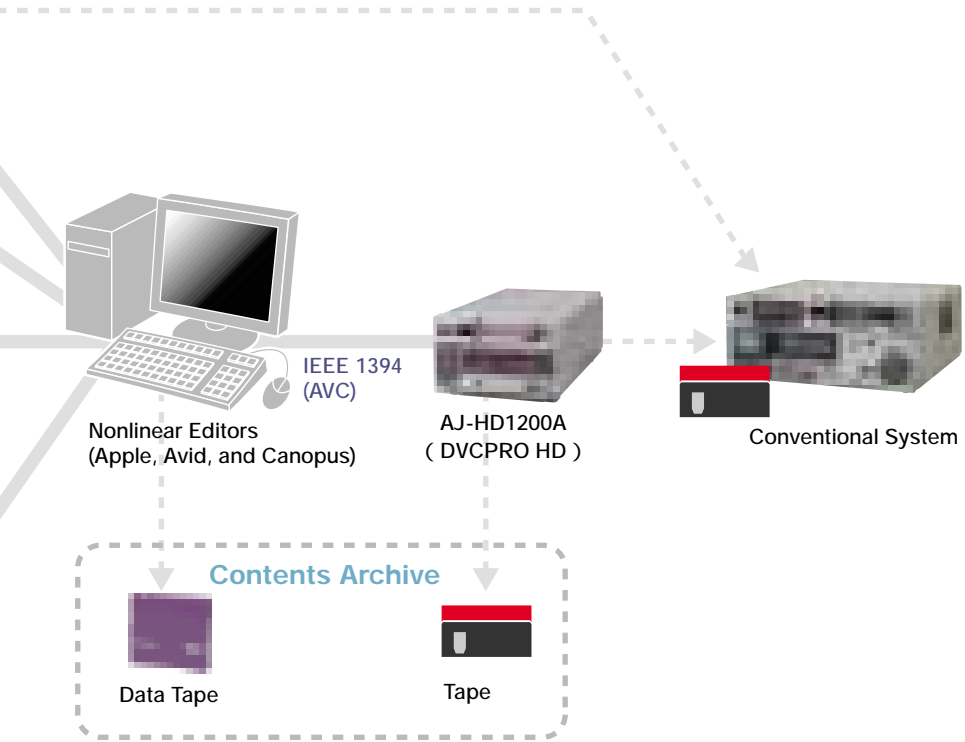 IEEE 1394
(AVC)
Nonlinear Editors
(Apple, Avid, and Canopus)
AJ-HD1200A
( DVCPRO HD )
Conventional System
Contents Archive
Data Tape
Tape